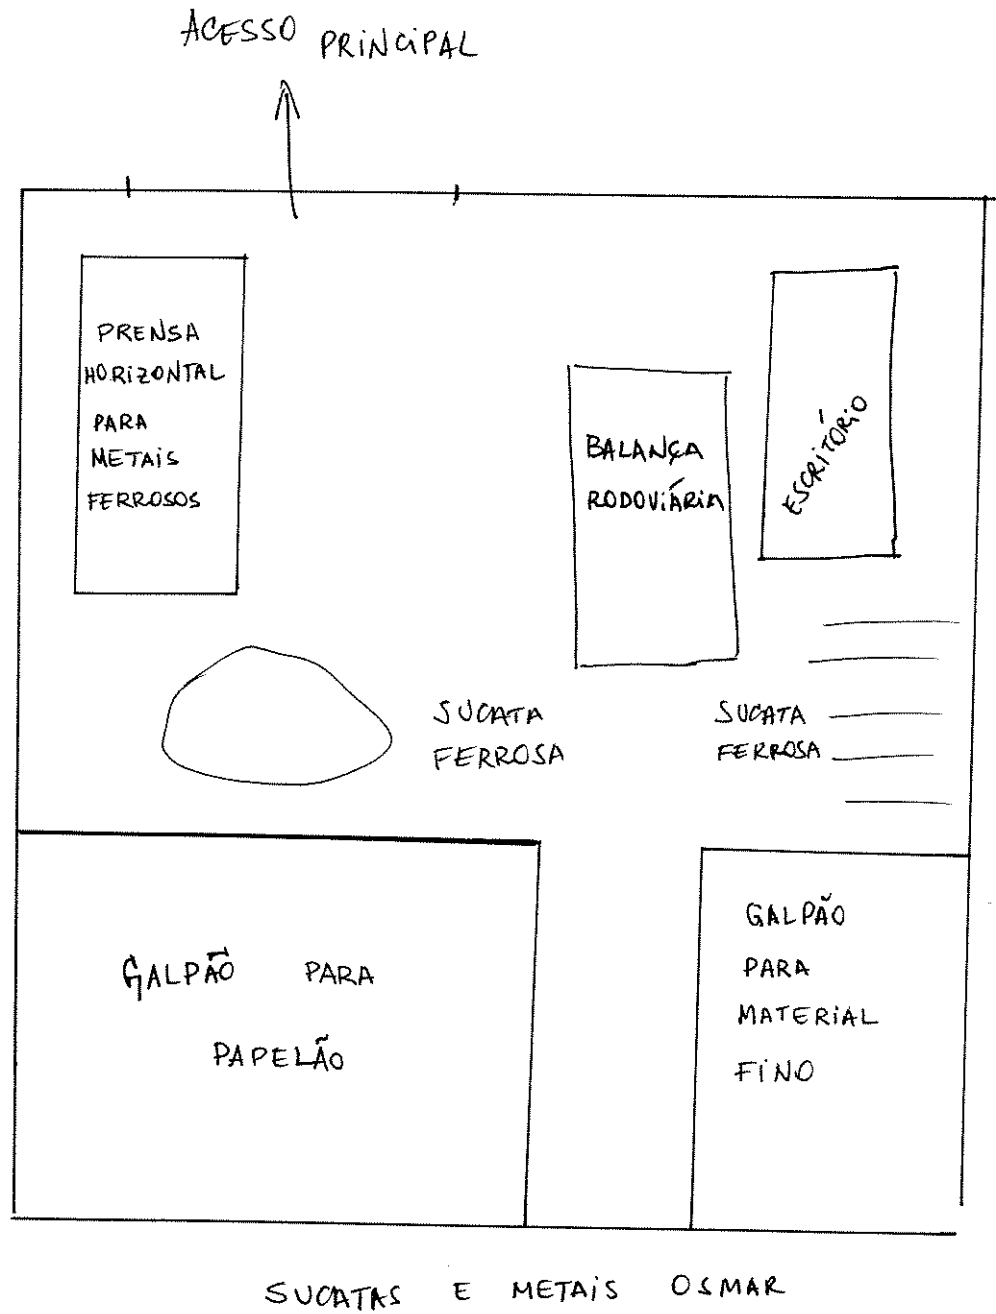 ACESSO PRINCIPAL
PRENSA
HORIZONTAL
PARA
METAIS
FERROSOS
BALANÇA
RODOVIÁRIA
ESCRITÓRIO
SUCATA
FERROSA
SUCATA
FERROSA
GALPÃO PARA
PAPELÃO
GALPÃO
PARA
MATERIAL
FINO
SUCATAS E METAIS OSMAR